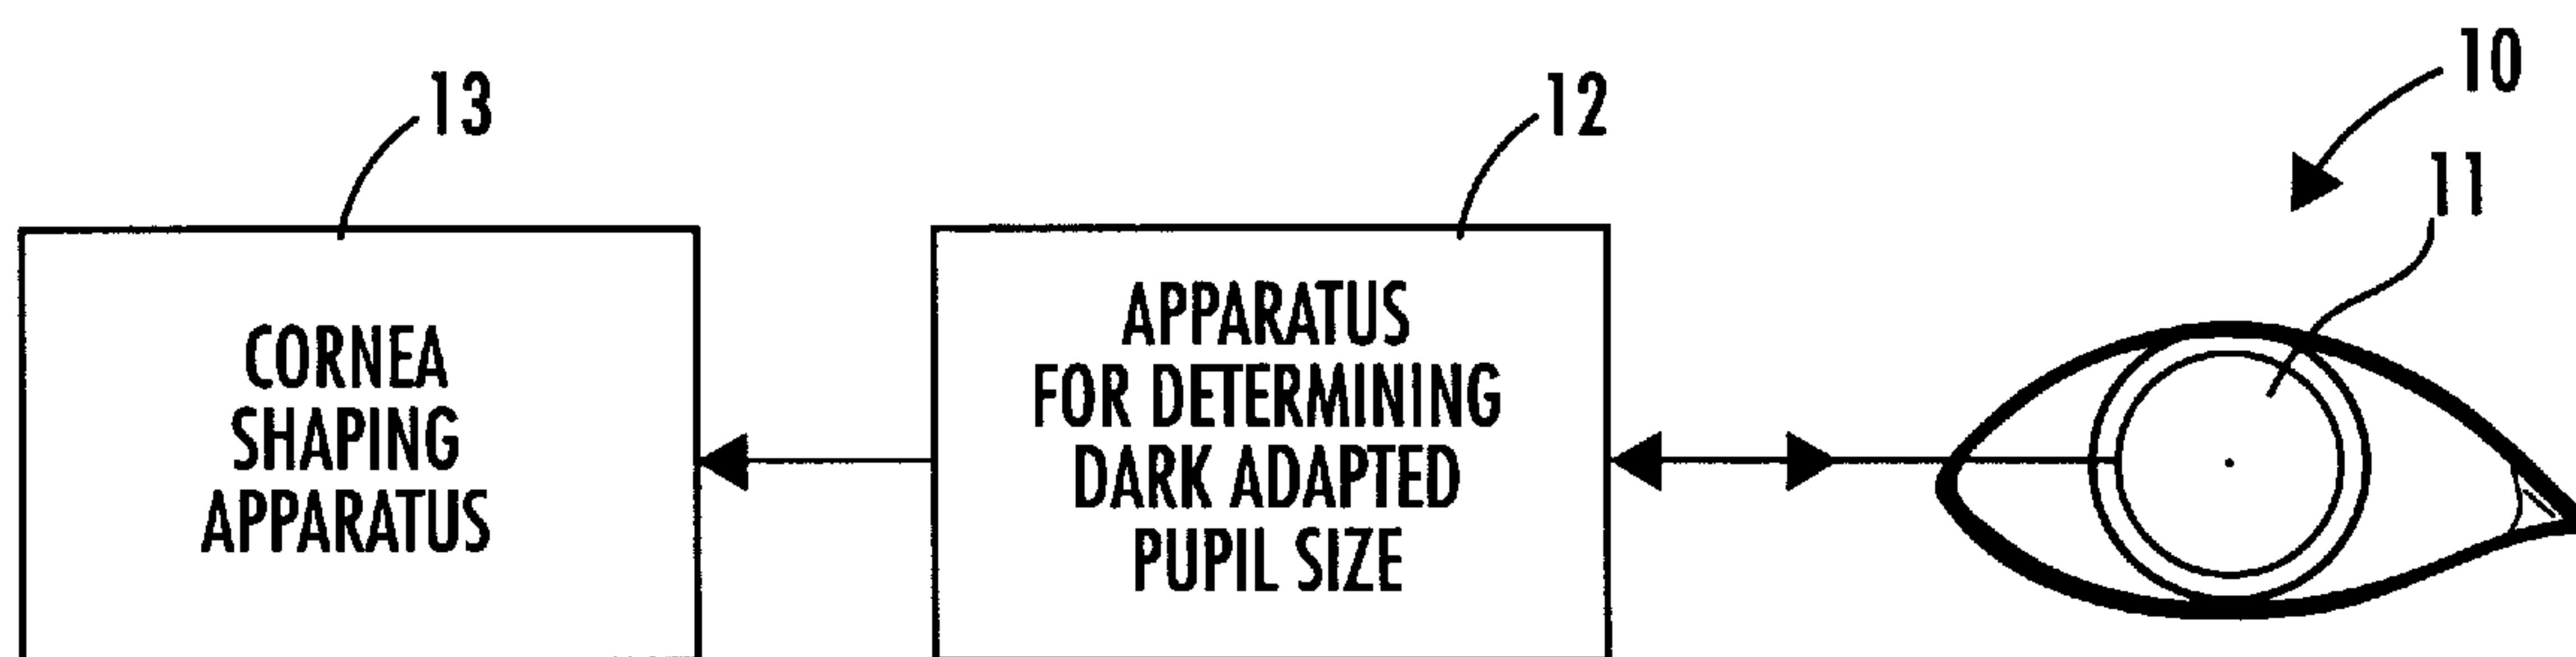 13
12
10
11
CORNEA
SHAPING
APPARATUS
APPARATUS
FOR DETERMINING
DARK ADAPTED
PUPIL SIZE